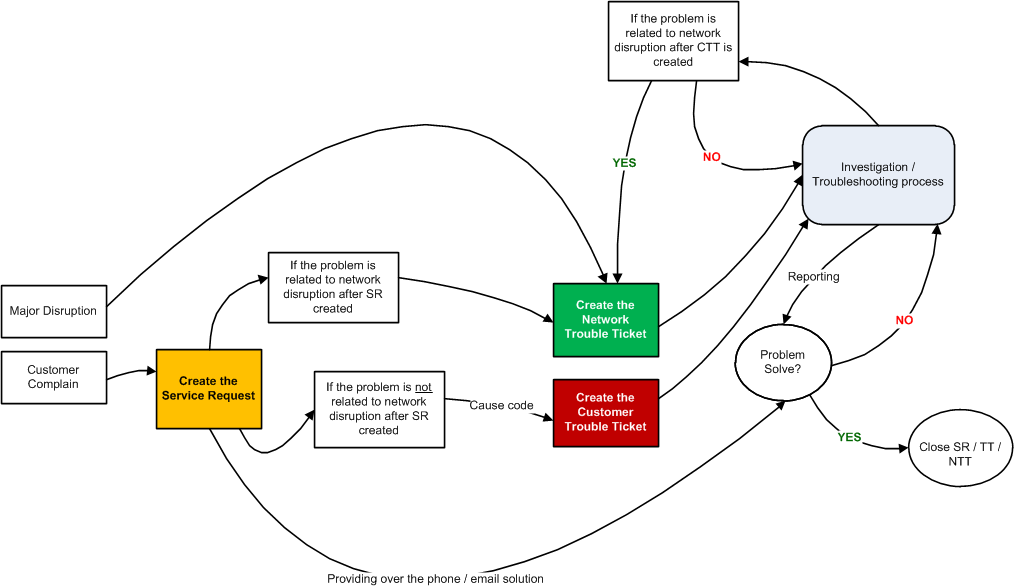 If the problem is
related to network
disruption after CTT is
created
YES
NO
Investigation /
Troubleshooting process
If the problem is
related to network
disruption after SR
created
Major Disruption
Create the
Network
Trouble Ticket
Reporting
NO
Customer
Complain
Create the
Service Request
Problem
Solve?
If the problem is not
related to network
disruption after SR
created
Cause code
Create the
Customer
Trouble Ticket
YES
Close SR / TT /
NTT
Providing over the phone / email solution